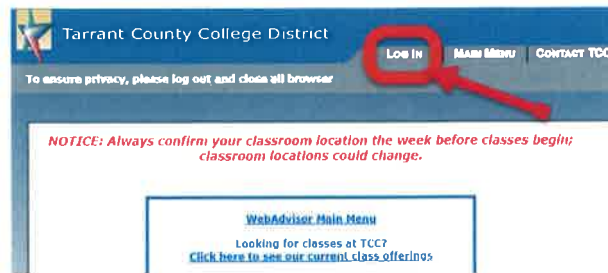 Tarrant County College District
LOG IN MAIN MENU CONTACT TCC
To ensure privacy, please log out and close all browser
NOTICE: Always confirm your classroom location the week before classes begin;
classroom locations could change.
WebAdvisor Main Menu
Looking for classes at TCC?
Click here to see our current class offerings